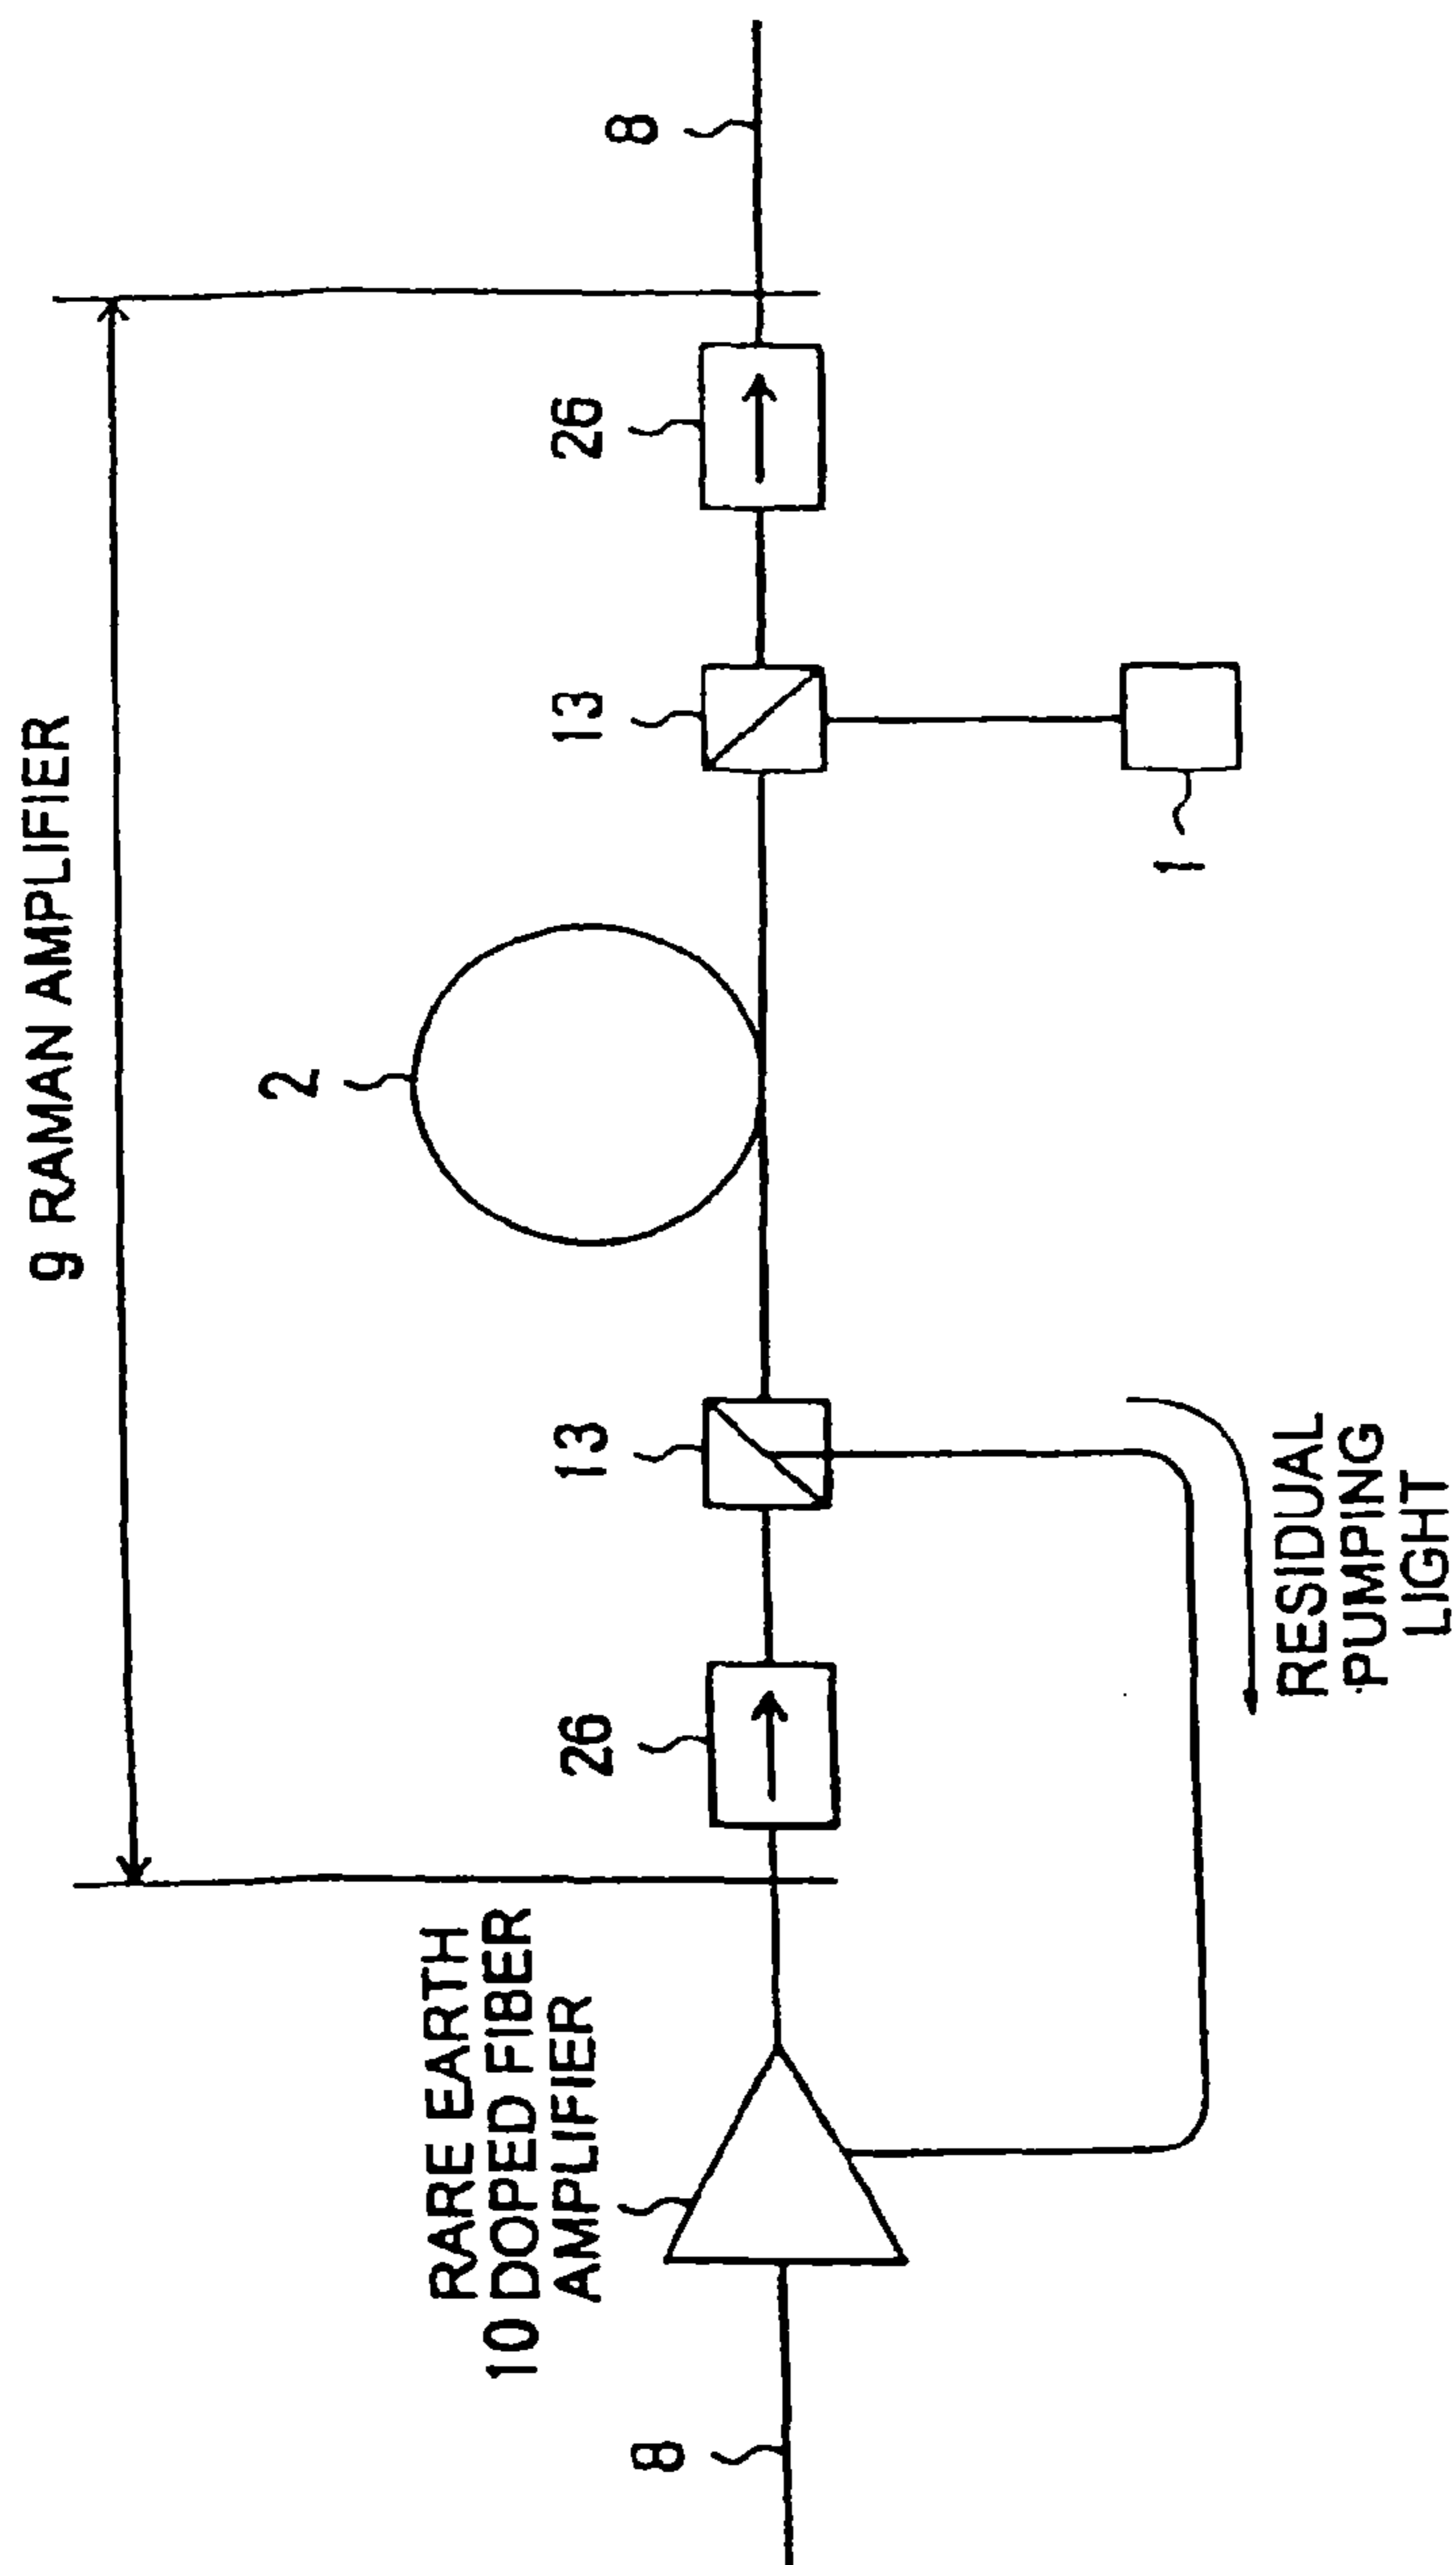 9 RAMAN AMPLIFIER
2
8
RARE EARTH
10 DOPED FIBER
AMPLIFIER
26
13
13
26
8
1
RESIDUAL
PUMPING
LIGHT